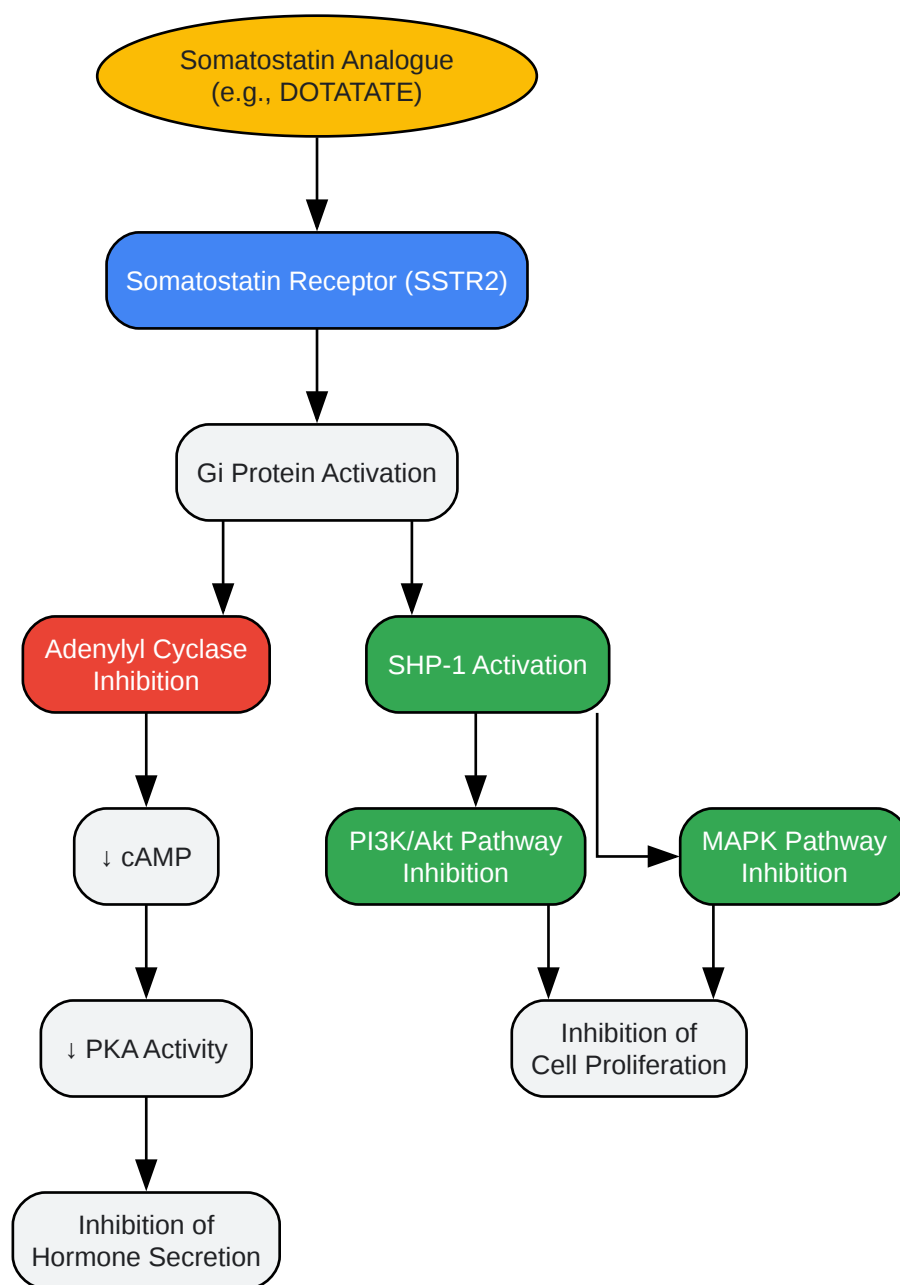 Somatostatin Analogue
(e.g., DOTATATE)
Somatostatin Receptor (SSTR2)
Gi Protein Activation
Adenylyl Cyclase
Inhibition
SHP-1 Activation
↓ cAMP
PI3K/Akt Pathway
Inhibition
MAPK Pathway
Inhibition
↓ PKA Activity
Inhibition of
Cell Proliferation
Inhibition of
Hormone Secretion